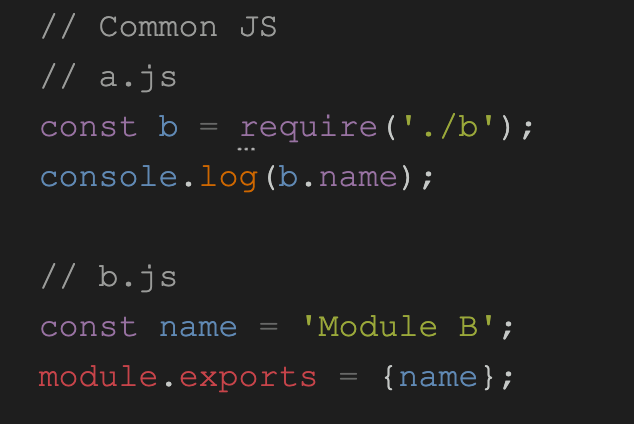 // Common JS
// a.js
const b = require('./b');
console.log(b.name);
// b.js
const name = 'Module B';
module.exports = {name};